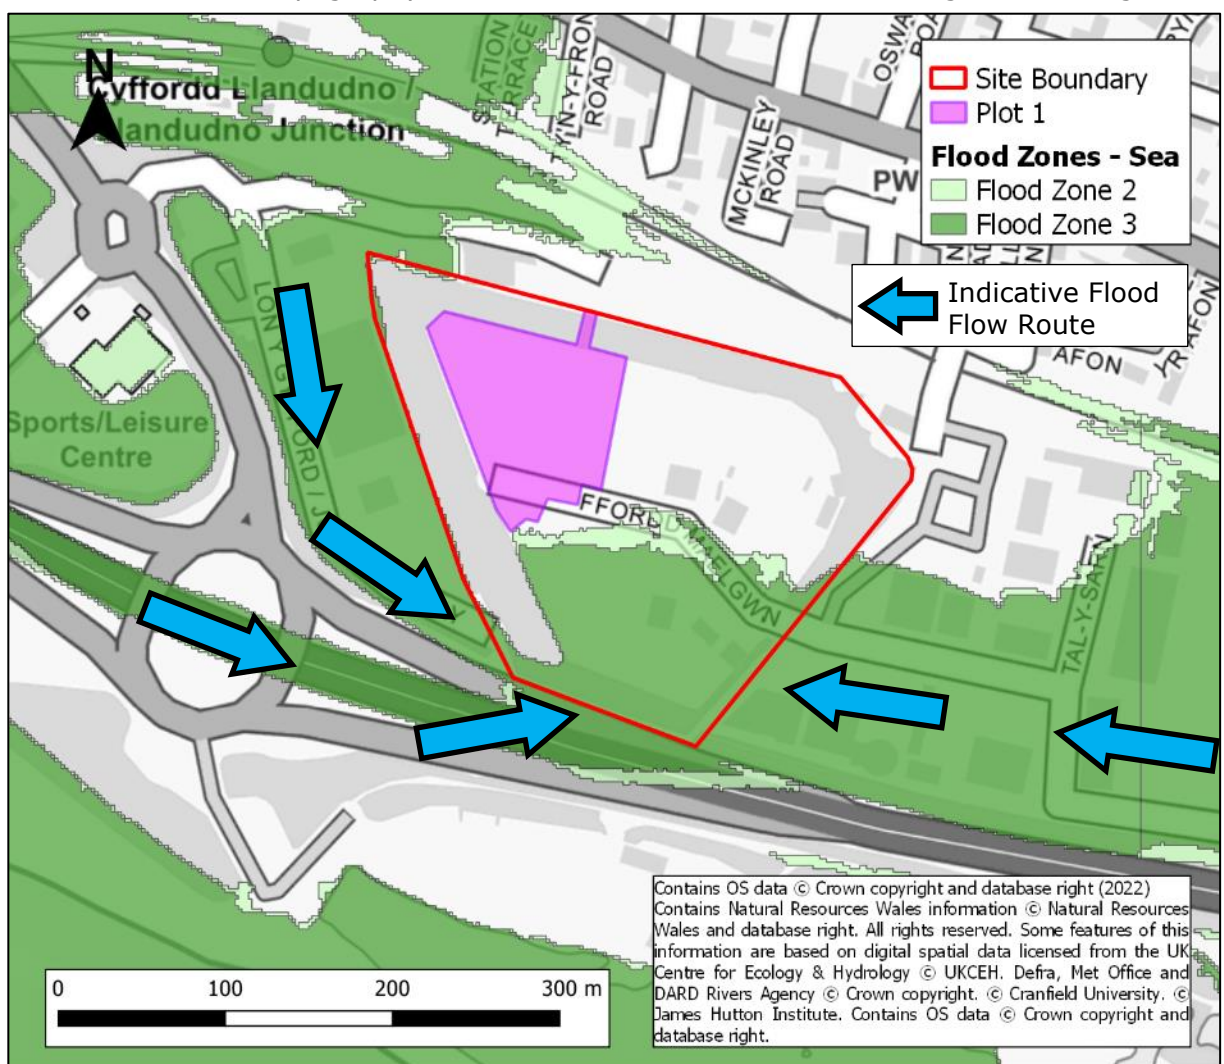 N
Cyffordd Llandudno /
Llandudno Junction
STATION
TERRACE
TY'N-Y-FRON
ROAD
MCKINLEY
ROAD
PW
Site Boundary
Plot 1
Flood Zones - Sea
Flood Zone 2
Flood Zone 3
Indicative Flood
Flow Route
AFON
YR AFON
Sports/Leisure
Centre
FFORDD MAELGWN
TAL-Y-SARN
0 100 200 300 m
Contains OS data © Crown copyright and database right (2022)
Contains Natural Resources Wales information © Natural Resources
Wales and database right. All rights reserved. Some features of this
information are based on digital spatial data licensed from the UK
Centre for Ecology & Hydrology © UKCEH. Defra, Met Office and
DARD Rivers Agency © Crown copyright. © Cranfield University. ©
James Hutton Institute. Contains OS data © Crown copyright and
database right.